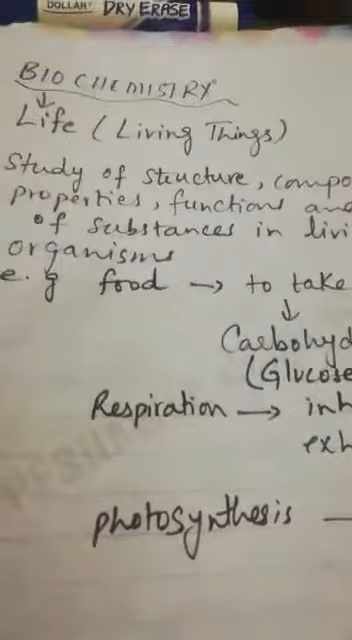 DOLLAR DRY ERASE
BIOCHEMISTRY
↓
Life (Living Things)
Study of structure, compo
properties, functions and
of substances in livi
organisms
e.g food → to take
↓
Carbohyd
(Glucose
Respiration → inh
exh
photosynthesis —